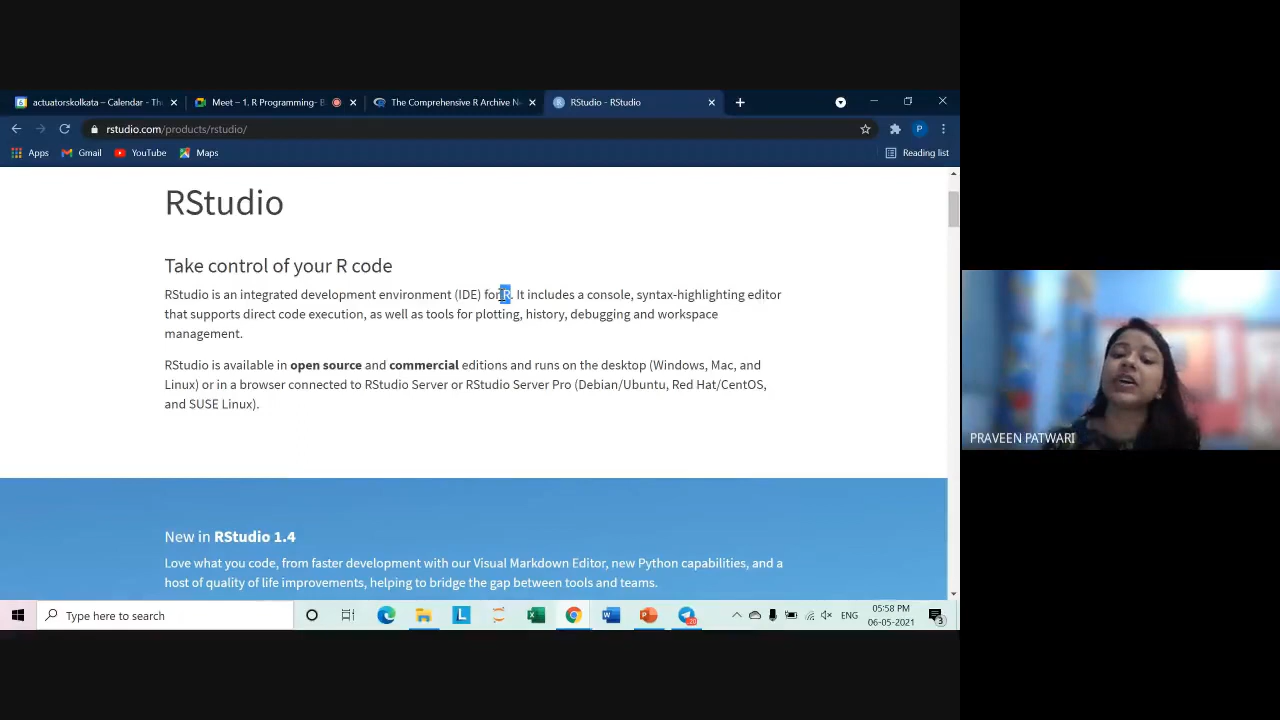 actuatorskolkata – Calendar - Th
Meet – 1. R Programming- B
The Comprehensive R Archive N
RStudio - RStudio
rstudio.com/products/rstudio/
Apps
Gmail
YouTube
Maps
Reading list
P
RStudio
Take control of your R code
RStudio is an integrated development environment (IDE) for R. It includes a console, syntax-highlighting editor
that supports direct code execution, as well as tools for plotting, history, debugging and workspace
management.
RStudio is available in open source and commercial editions and runs on the desktop (Windows, Mac, and
Linux) or in a browser connected to RStudio Server or RStudio Server Pro (Debian/Ubuntu, Red Hat/CentOS,
and SUSE Linux).
PRAVEEN PATWARI
New in RStudio 1.4
Love what you code, from faster development with our Visual Markdown Editor, new Python capabilities, and a
host of quality of life improvements, helping to bridge the gap between tools and teams.
Type here to search
ENG
05:58 PM
06-05-2021
3